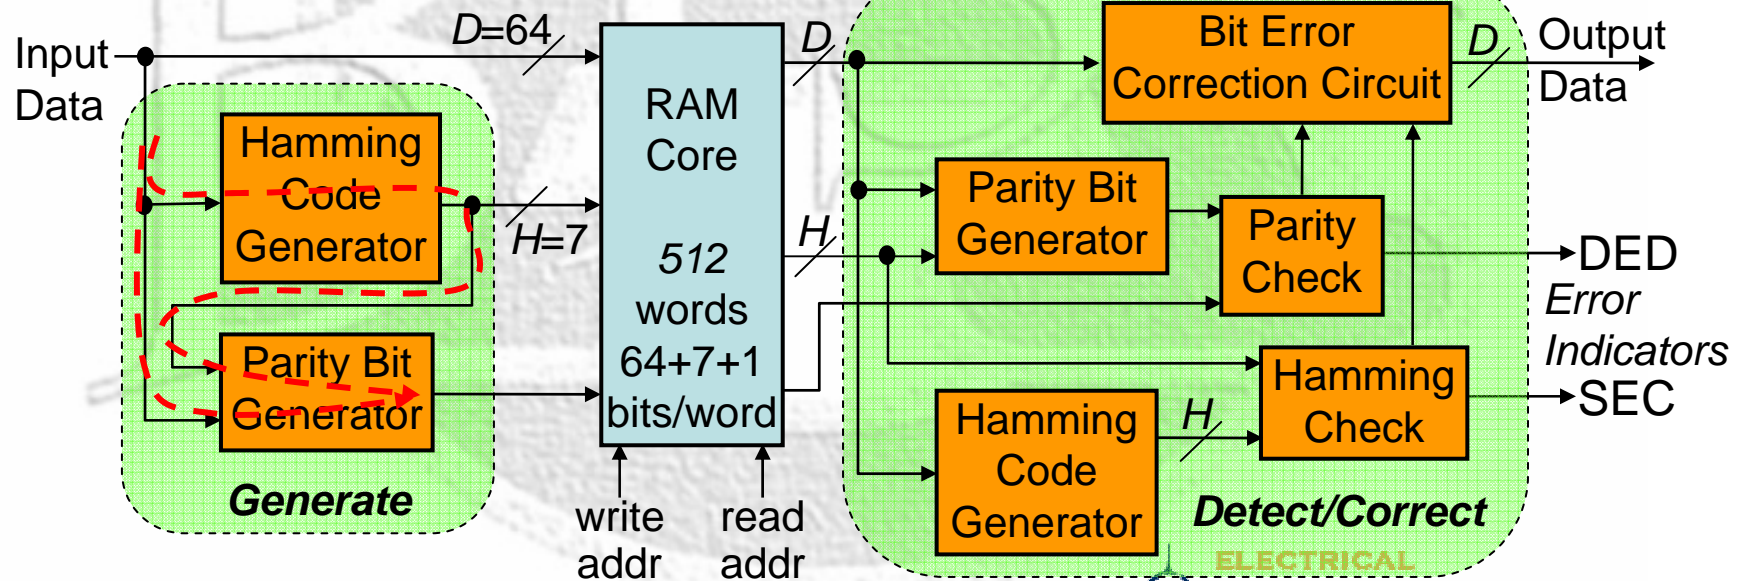 Input
Data
D=64
Hamming
Code
Generator
H=7
Parity Bit
Generator
Generate
RAM
Core
512
words
64+7+1
bits/word
write
addr
read
addr
D
H
Bit Error
Correction Circuit
D
Output
Data
Parity Bit
Generator
Parity
Check
DED
Error
Indicators
SEC
Hamming
Check
Hamming
Code
Generator
H
Detect/Correct
ELECTRICAL